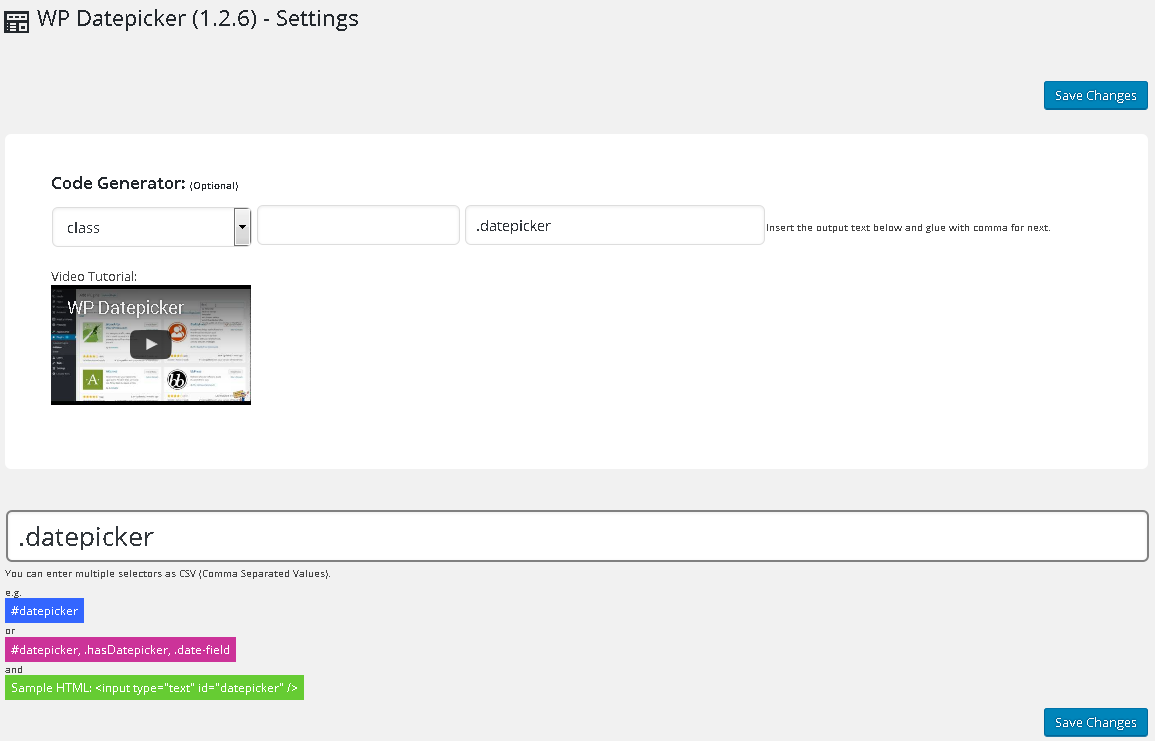 WP Datepicker (1.2.6) - Settings
Save Changes
Code Generator: (Optional)
class
.datepicker
Insert the output text below and glue with comma for next.
Video Tutorial:
WP Datepicker
.datepicker
You can enter multiple selectors as CSV (Comma Separated Values).
e.g.
#datepicker
or
#datepicker, .hasDatepicker, .date-field
and
Sample HTML: <input type="text" id="datepicker" />
Save Changes